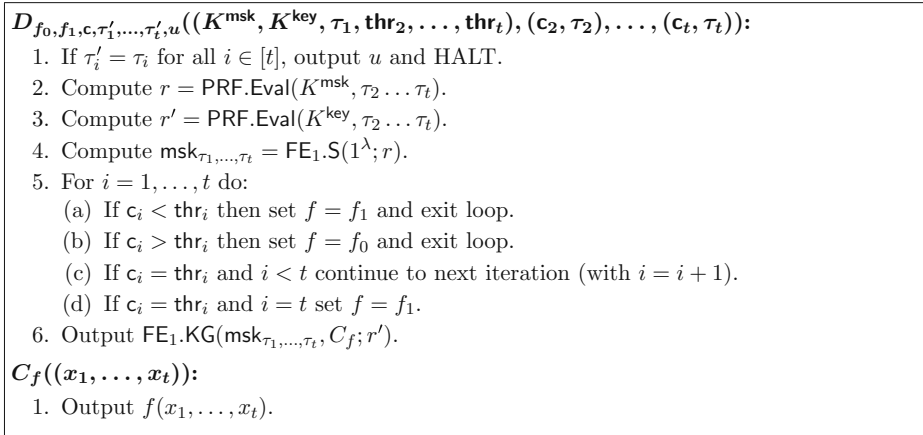 D_{f_0,f_1,c,τ'_1,...,τ'_t,u}((K^{msk}, K^{key}, τ_1, thr_2, . . . , thr_t), (c_2, τ_2), . . . , (c_t, τ_t)):
1. If τ'_i = τ_i for all i ∈ [t], output u and HALT.
2. Compute r = PRF.Eval(K^{msk}, τ_2 . . . τ_t).
3. Compute r' = PRF.Eval(K^{key}, τ_2 . . . τ_t).
4. Compute msk_{τ_1,...,τ_t} = FE_1.S(1^λ; r).
5. For i = 1, . . . , t do:
(a) If c_i < thr_i then set f = f_1 and exit loop.
(b) If c_i > thr_i then set f = f_0 and exit loop.
(c) If c_i = thr_i and i < t continue to next iteration (with i = i + 1).
(d) If c_i = thr_i and i = t set f = f_1.
6. Output FE_1.KG(msk_{τ_1,...,τ_t}, C_f; r').
C_f((x_1, . . . , x_t)):
1. Output f(x_1, . . . , x_t).